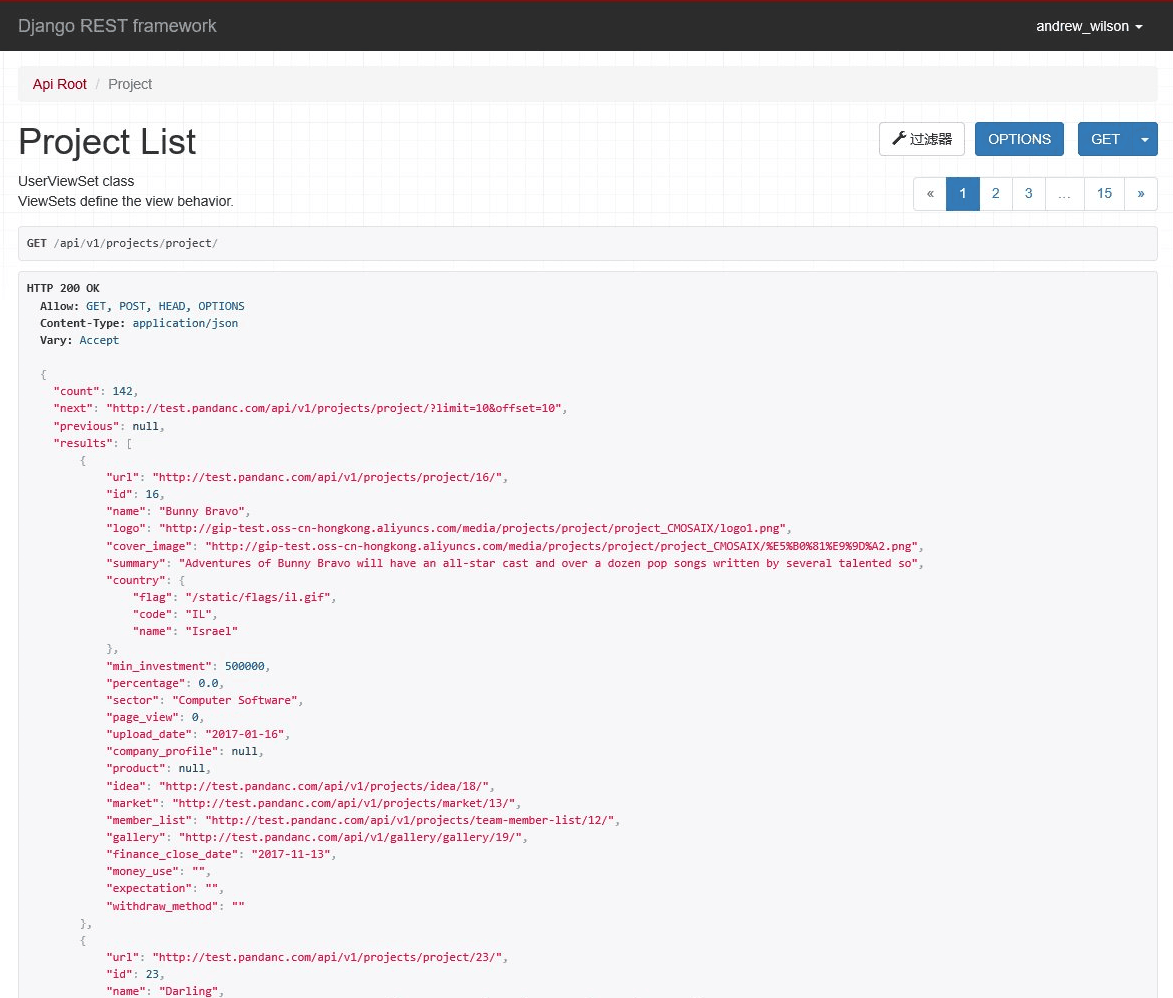 Django REST framework
andrew_wilson
Api Root / Project
Project List
过滤器
OPTIONS
GET
UserViewSet class
ViewSets define the view behavior.
« 1 2 3 … 15 »
GET /api/v1/projects/project/
HTTP 200 OK
Allow: GET, POST, HEAD, OPTIONS
Content-Type: application/json
Vary: Accept
{
"count": 142,
"next": "http://test.pandanc.com/api/v1/projects/project/?limit=10&offset=10",
"previous": null,
"results": [
{
"url": "http://test.pandanc.com/api/v1/projects/project/16/",
"id": 16,
"name": "Bunny Bravo",
"logo": "http://gip-test.oss-cn-hongkong.aliyuncs.com/media/projects/project/project_CMOSAIX/logo1.png",
"cover_image": "http://gip-test.oss-cn-hongkong.aliyuncs.com/media/projects/project/project_CMOSAIX/%E5%B0%81%E9%9D%A2.png",
"summary": "Adventures of Bunny Bravo will have an all-star cast and over a dozen pop songs written by several talented so",
"country": {
"flag": "/static/flags/il.gif",
"code": "IL",
"name": "Israel"
},
"min_investment": 500000,
"percentage": 0.0,
"sector": "Computer Software",
"page_view": 0,
"upload_date": "2017-01-16",
"company_profile": null,
"product": null,
"idea": "http://test.pandanc.com/api/v1/projects/idea/18/",
"market": "http://test.pandanc.com/api/v1/projects/market/13/",
"member_list": "http://test.pandanc.com/api/v1/projects/team-member-list/12/",
"gallery": "http://test.pandanc.com/api/v1/gallery/gallery/19/",
"finance_close_date": "2017-11-13",
"money_use": "",
"expectation": "",
"withdraw_method": ""
},
{
"url": "http://test.pandanc.com/api/v1/projects/project/23/",
"id": 23,
"name": "Darling",